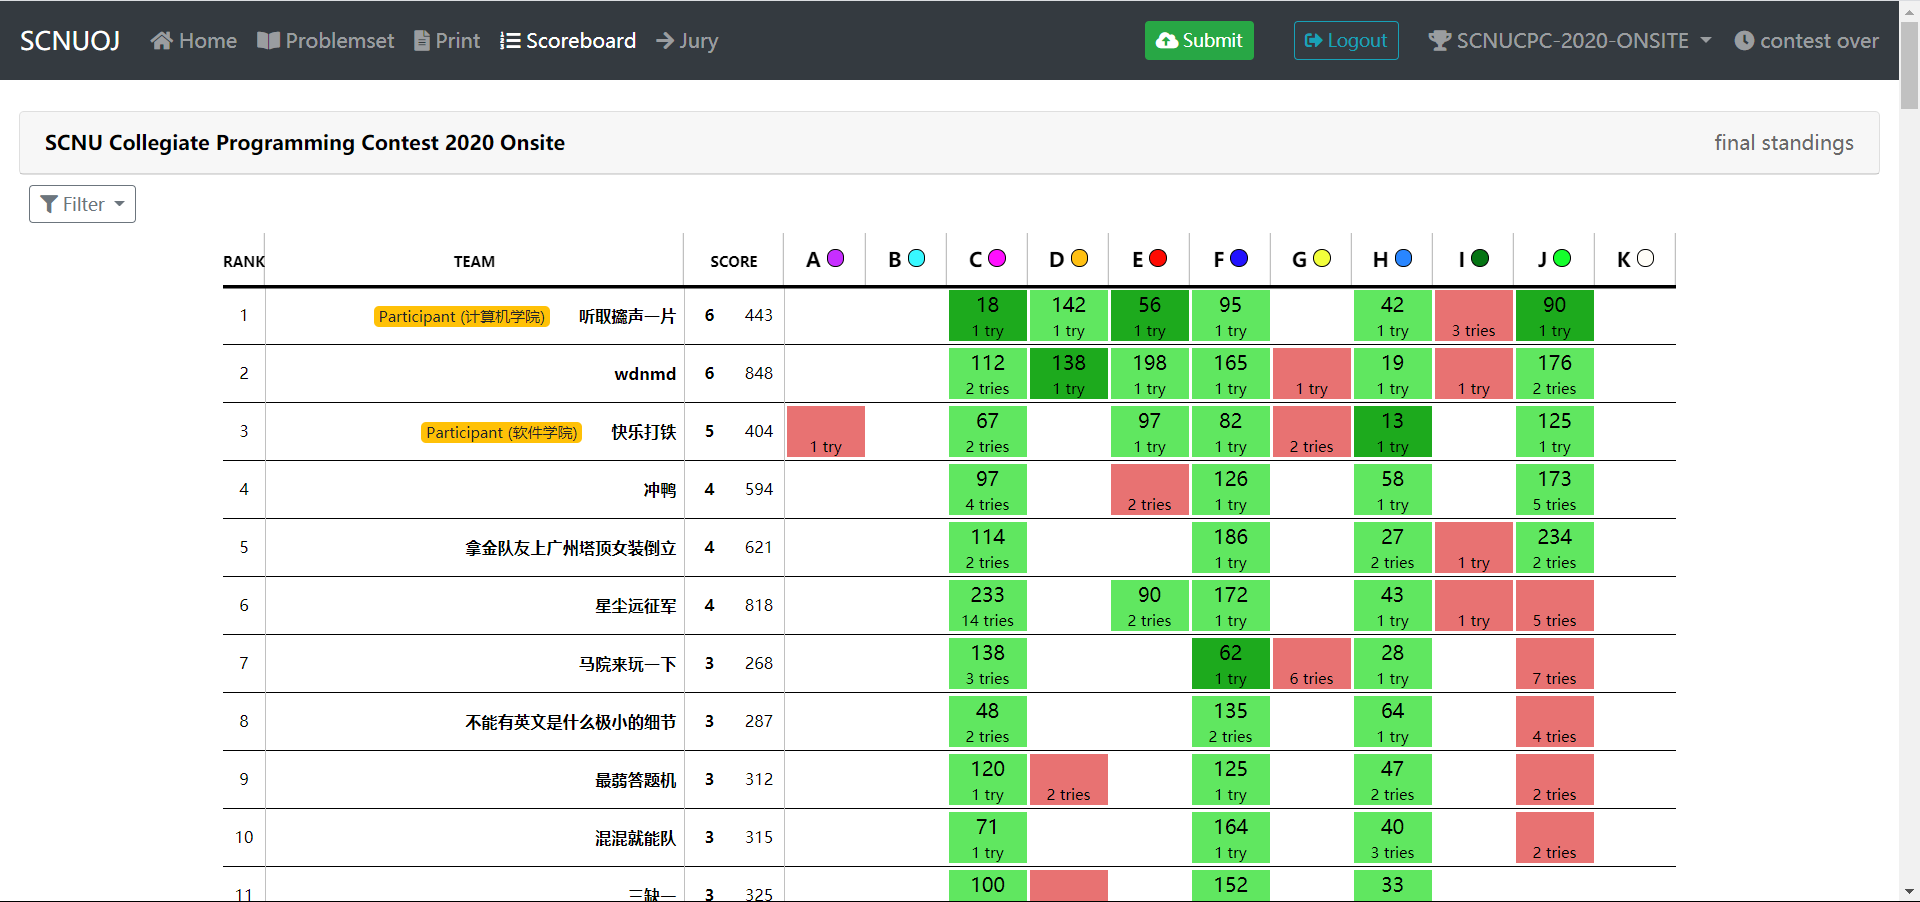 SCNUOJ Home Problemset Print Scoreboard Jury Submit Logout SCNUCPC-2020-ONSITE contest over
SCNU Collegiate Programming Contest 2020 Onsite final standings
Filter
RANK TEAM SCORE A B C D E F G H I J K
1 Participant (计算机学院) 听取MLE声一片 6 443 18 142 56 95 42 90
1 try 1 try 1 try 1 try 1 try 3 tries 1 try
2 wdnmd 6 848 112 138 198 165 19 176
2 tries 1 try 1 try 1 try 1 try 1 try 1 try 2 tries
3 Participant (软件学院) 快乐打铁 5 404 67 97 82 13 125
1 try 2 tries 1 try 1 try 2 tries 1 try 1 try
4 冲鸭 4 594 97 126 58 173
4 tries 2 tries 1 try 1 try 5 tries
5 拿金队友上广州塔顶女装倒立 4 621 114 186 27 234
2 tries 1 try 2 tries 1 try 2 tries
6 星尘远征军 4 818 233 90 172 43
14 tries 2 tries 1 try 1 try 1 try 5 tries
7 马院来玩一下 3 268 138 62 28
3 tries 1 try 6 tries 1 try 7 tries
8 不能有英文是什么极小的细节 3 287 48 135 64
2 tries 2 tries 1 try 4 tries
9 最蒻答题机 3 312 120 125 47
1 try 2 tries 1 try 2 tries 2 tries
10 混混就能队 3 315 71 164 40
1 try 1 try 3 tries 2 tries
11 三缺一 3 325 100 152 33